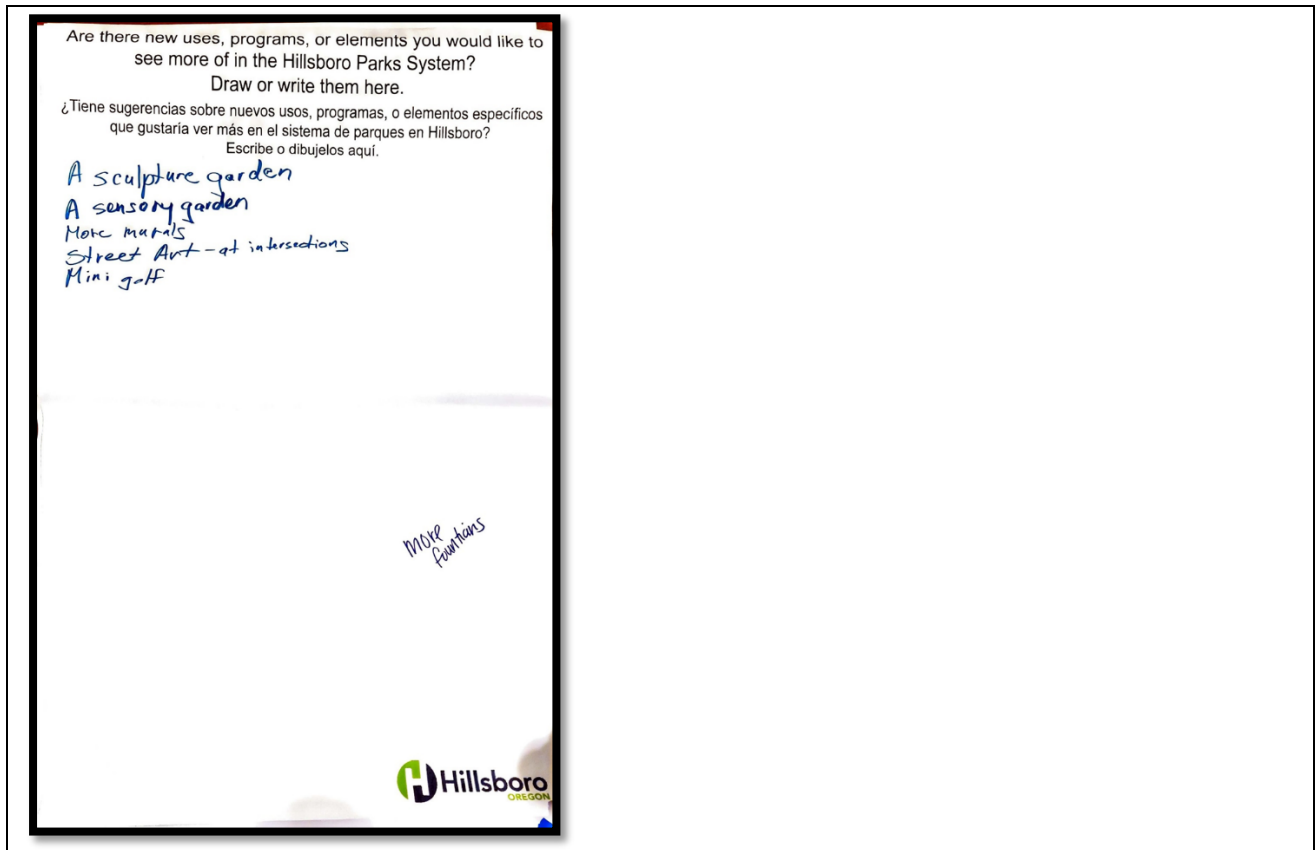 Are there new uses, programs, or elements you would like to
see more of in the Hillsboro Parks System?
Draw or write them here.
¿Tiene sugerencias sobre nuevos usos, programas, o elementos específicos
que gustaría ver más en el sistema de parques en Hillsboro?
Escribe o dibujelos aquí.
A sculpture garden
A sensory garden
More murals
Street Art - at intersections
Mini golf
more
fountians
Hillsboro
OREGON